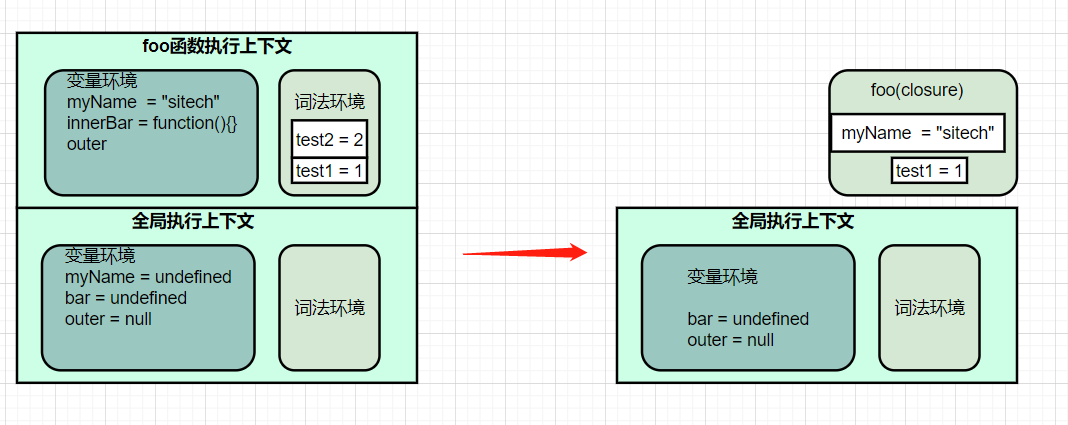 foo函数执行上下文
变量环境
myName = "sitech"
innerBar = function(){}
outer
词法环境
test2 = 2
test1 = 1
全局执行上下文
变量环境
myName = undefined
bar = undefined
outer = null
词法环境
foo(closure)
myName = "sitech"
test1 = 1
全局执行上下文
变量环境
bar = undefined
outer = null
词法环境